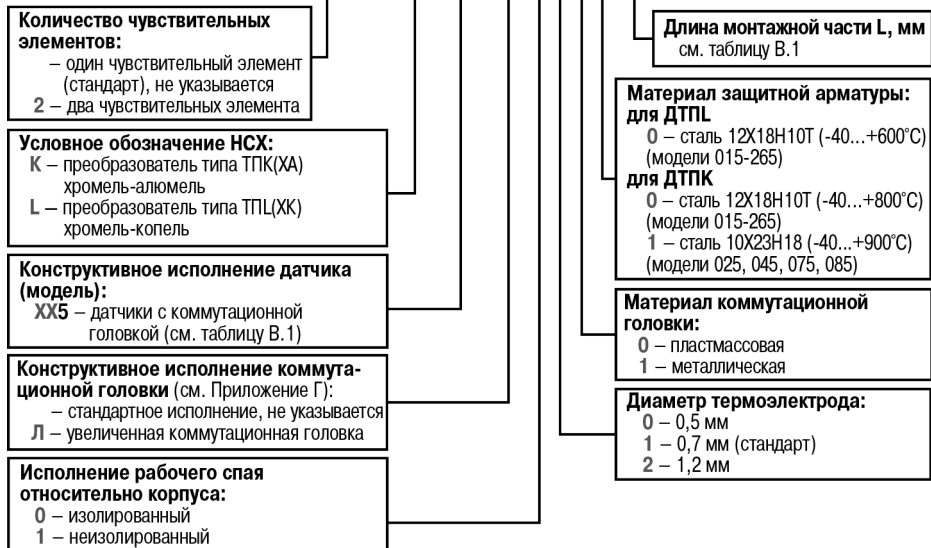 Количество чувствительных
элементов:
– один чувствительный элемент
(стандарт), не указывается
2 – два чувствительных элемента
Условное обозначение НСХ:
К – преобразователь типа ТПК(ХА)
хромель-алюмель
L – преобразователь типа ТПL(ХК)
хромель-копель
Конструктивное исполнение датчика
(модель):
ХХ5 – датчики с коммутационной
головкой (см. таблицу В.1)
Конструктивное исполнение коммута-
ционной головки (см. Приложение Г):
– стандартное исполнение, не указывается
Л – увеличенная коммутационная головка
Исполнение рабочего спая
относительно корпуса:
0 – изолированный
1 – неизолированный
Длина монтажной части L, мм
см. таблицу В.1
Материал защитной арматуры:
для ДТПL
0 – сталь 12Х18Н10Т (-40...+600°С)
(модели 015-265)
для ДТПК
0 – сталь 12Х18Н10Т (-40...+800°С)
(модели 015-265)
1 – сталь 10Х23Н18 (-40...+900°С)
(модели 025, 045, 075, 085)
Материал коммутационной
головки:
0 – пластмассовая
1 – металлическая
Диаметр термоэлектрода:
0 – 0,5 мм
1 – 0,7 мм (стандарт)
2 – 1,2 мм